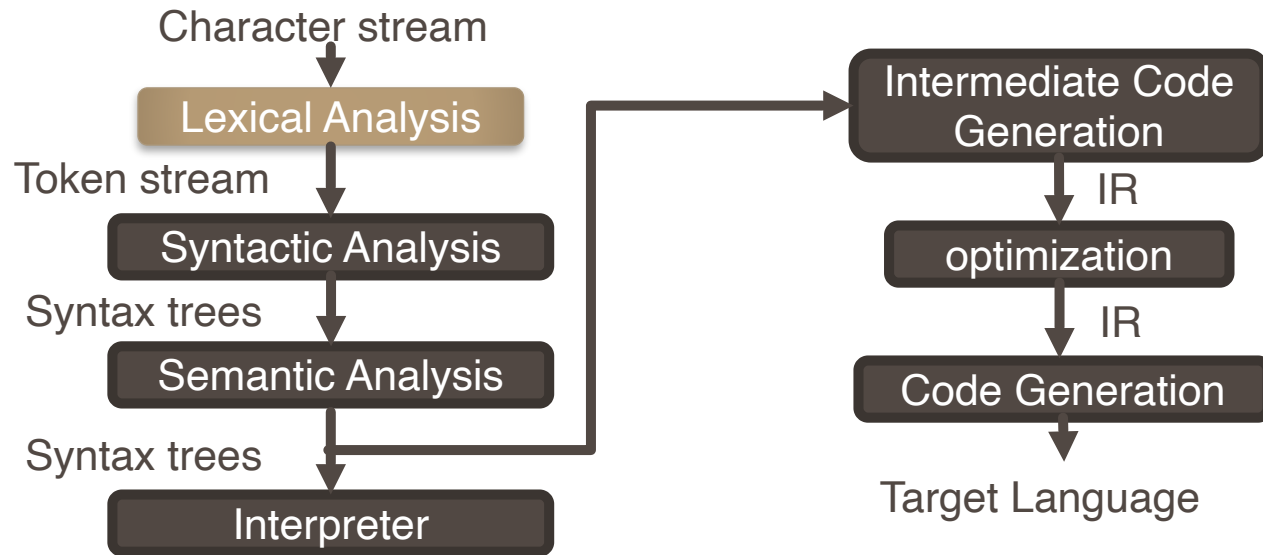 Character stream
Lexical Analysis
Token stream
Syntactic Analysis
Syntax trees
Semantic Analysis
Syntax trees
Interpreter
Intermediate Code
Generation
IR
optimization
IR
Code Generation
Target Language